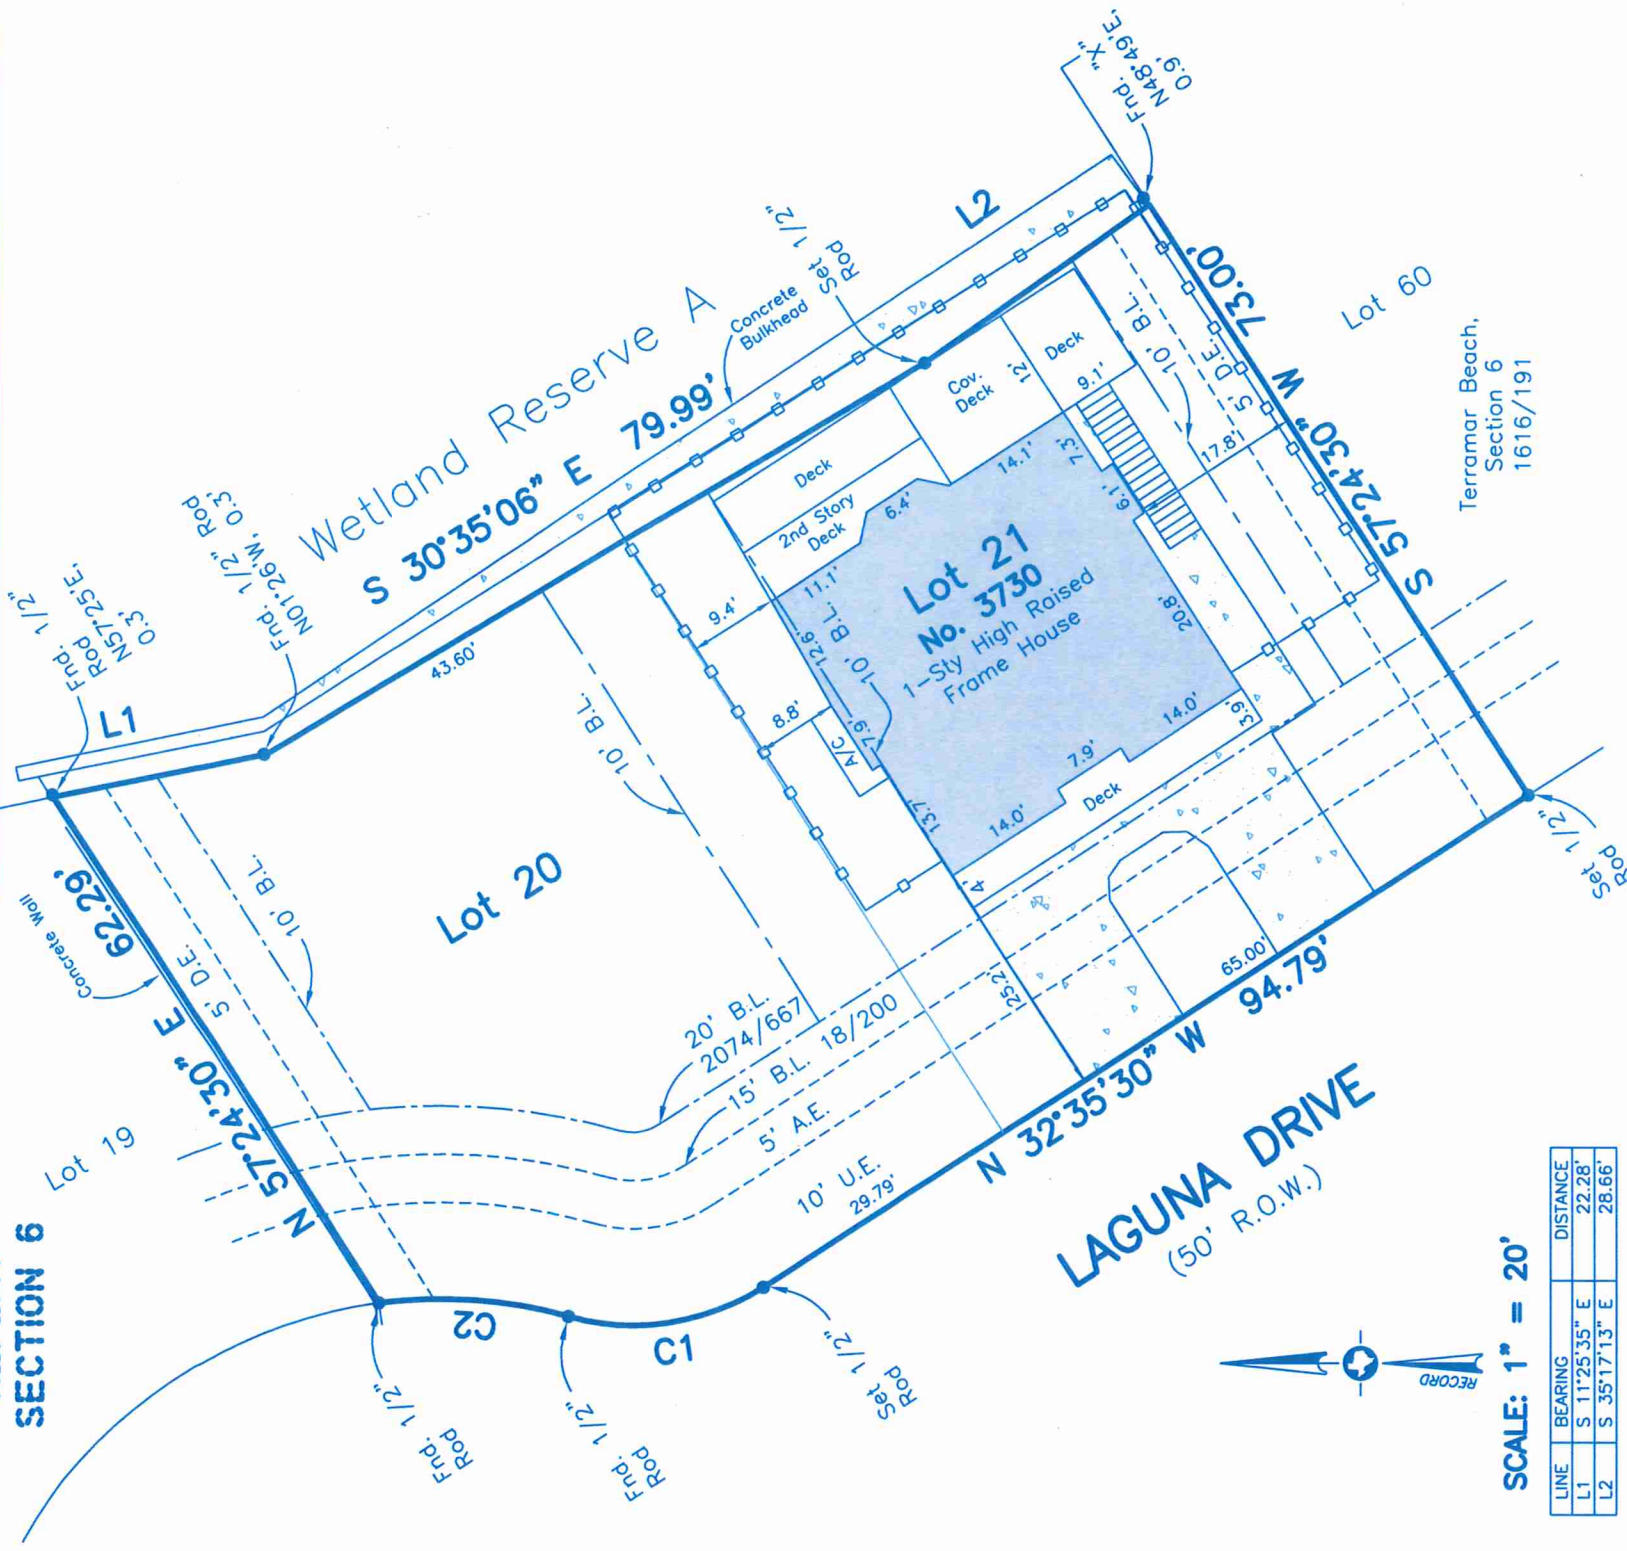 SECTION 6
Lot 19
Fnd. 1/2"
Rod
N57°25'E,
0.3'
Fnd. 1/2" Rod
N01°26'W, 0.3'
L1
Wetland Reserve A
S 30°35'06" E 79.99'
43.60'
Concrete
Bulkhead
Set 1/2"
Rod
L2
Fnd. "X"
N48°49'E,
0.9'
Concrete Wall
62.29'
N 57°24'30" E
5' D.E.
10' B.L.
Lot 20
10' B.L.
9.4'
8.8'
A/C
7.9'
12.6'
10' B.L.
11.1'
2nd Story
Deck
Deck
6.4'
Cov.
Deck
12'
Deck
14.1'
7.3'
9.1'
6.1'
17.8'
10' B.L.
5' D.E.
73.00'
S 57°24'30" W
Lot 60
Terramar Beach,
Section 6
1616/191
Lot 21
No. 3730
1-Sty High Raised
Frame House
20.8'
3.9'
14.0'
7.9'
14.0'
13.7'
Deck
4'
25.2'
65.00'
20' B.L.
2074/667
15' B.L. 18/200
5' A.E.
10' U.E.
29.79'
N 32°35'30" W 94.79'
C2
C1
Fnd. 1/2"
Rod
Fnd. 1/2"
Rod
Set 1/2"
Rod
Set 1/2"
Rod
LAGUNA DRIVE
(50' R.O.W.)
RECORD
SCALE: 1" = 20'
LINE BEARING DISTANCE
L1 S 11°25'35" E 22.28'
L2 S 35°17'13" E 28.66'